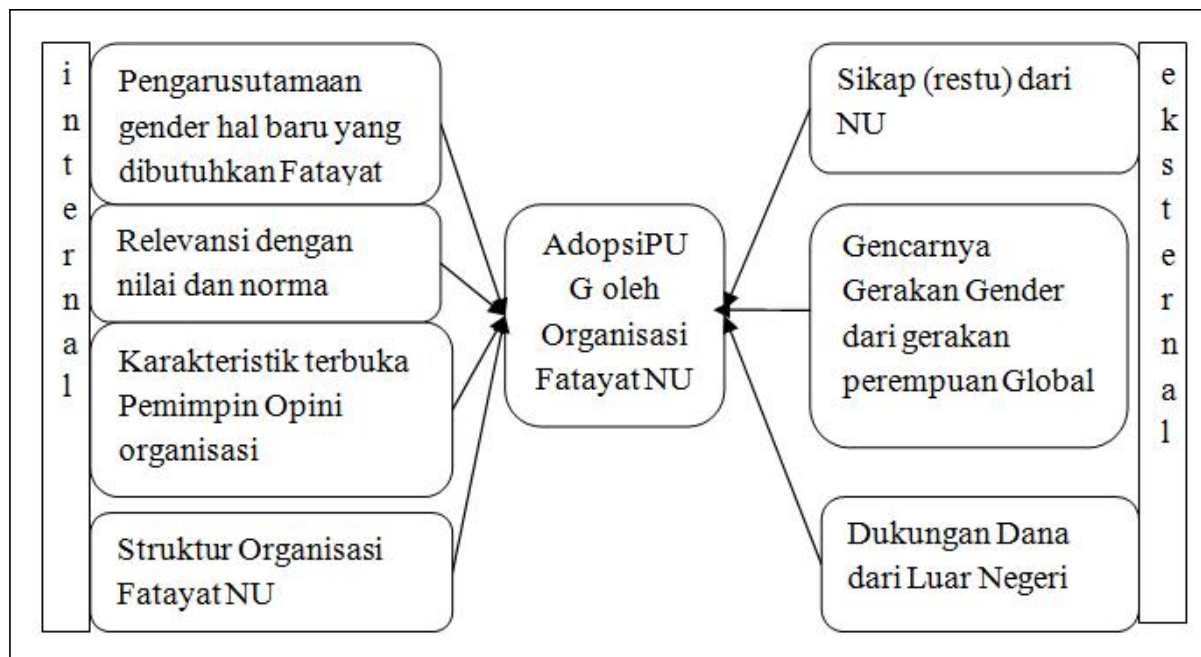 internal
Pengarusutamaan
gender hal baru yang
dibutuhkan Fatayat
Relevansi dengan
nilai dan norma
Karakteristik terbuka
Pemimpin Opini
organisasi
Struktur Organisasi
Fatayat NU
AdopsiPU
G oleh
Organisasi
Fatayat NU
Sikap (restu) dari
NU
Gencarnya
Gerakan Gender
dari gerakan
perempuan Global
Dukungan Dana
dari Luar Negeri
eksternal